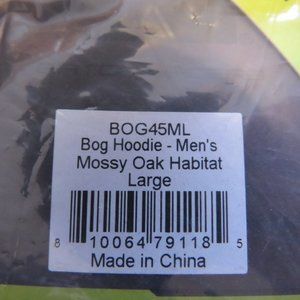 BOG45ML
Bog Hoodie - Men's
Mossy Oak Habitat
Large
8 10064 79118 5
Made in China